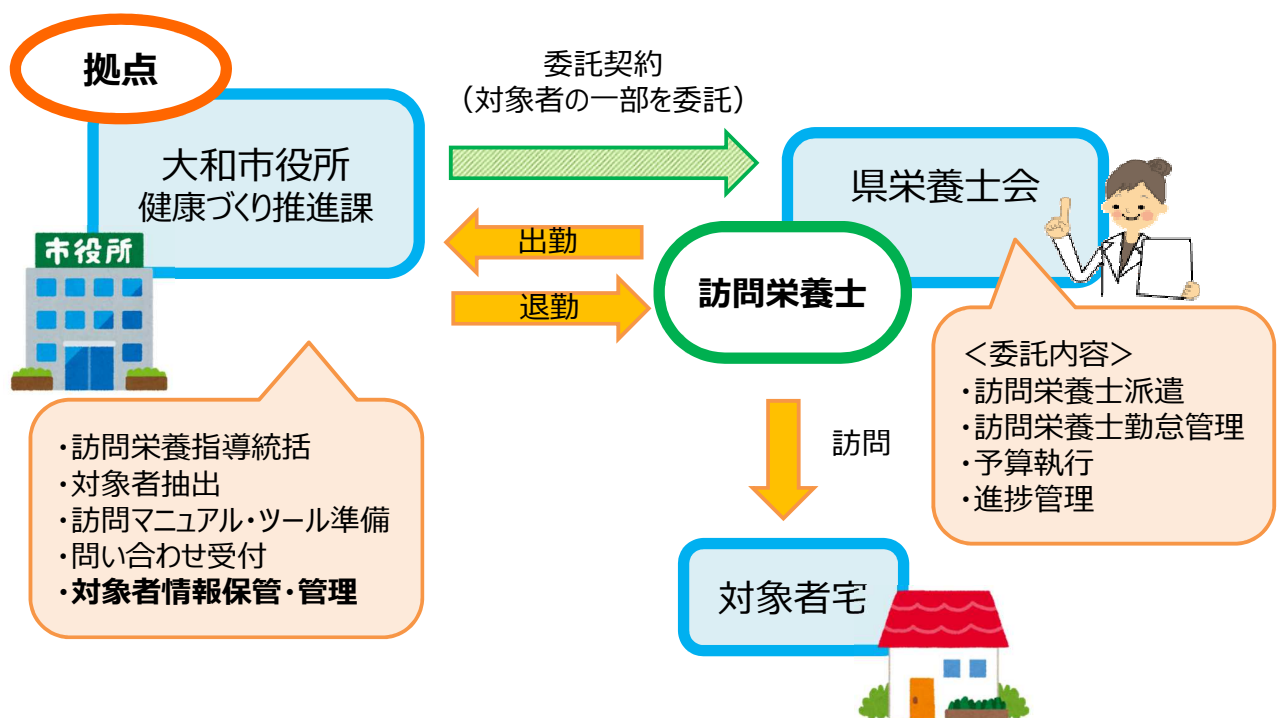 拠点
大和市役所
健康づくり推進課
市役所
委託契約
（対象者の一部を委託）
県栄養士会
出勤
退勤
訪問栄養士
・訪問栄養指導統括
・対象者抽出
・訪問マニュアル・ツール準備
・問い合わせ受付
・対象者情報保管・管理
＜委託内容＞
・訪問栄養士派遣
・訪問栄養士勤怠管理
・予算執行
・進捗管理
訪問
対象者宅